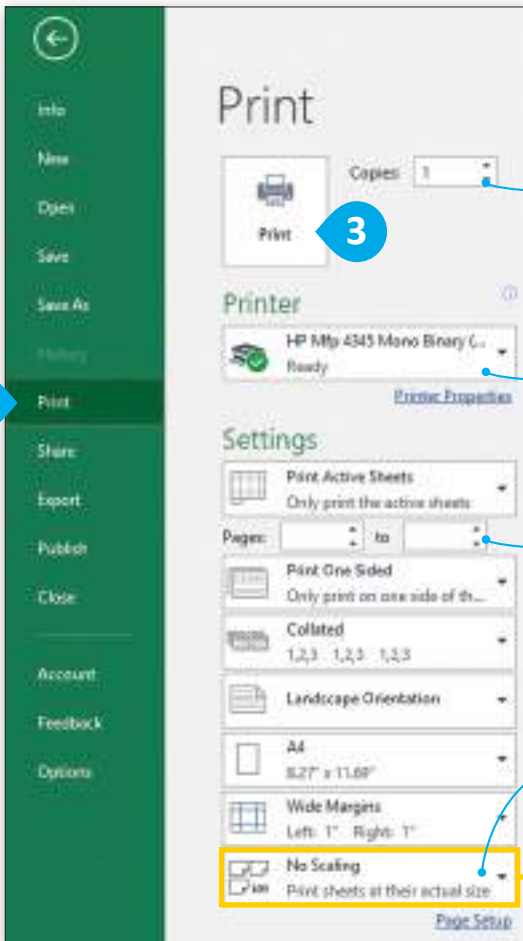 Info
New
Open
Save
Save As
History
Print
Share
Export
Publish
Close
Account
Feedback
Options
Print
Copies: 1
Print
3
Printer
HP Mfp 4345 Mono Binary (...
Ready
Printer Properties
Settings
Print Active Sheets
Only print the active sheets
Pages: to
Print One Sided
Only print on one side of th...
Collated
1,2,3 1,2,3 1,2,3
Landscape Orientation
A4
8.27" x 11.69"
Wide Margins
Left: 1" Right: 1"
No Scaling
Print sheets at their actual size
Page Setup